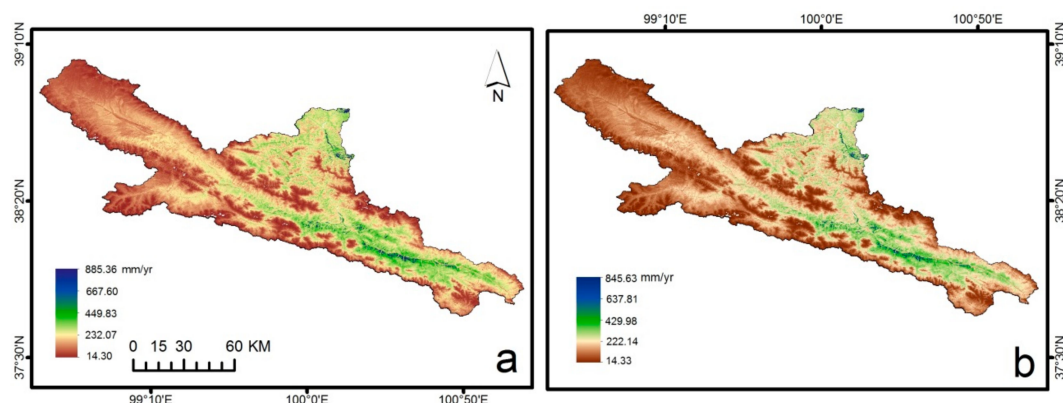 99°10'E 100°0'E 100°50'E
39°10'N
39°10'N
N
38°20'N
38°20'N
885.36 mm/yr
667.60
449.83
232.07
14.30
845.63 mm/yr
637.81
429.98
222.14
14.33
0 15 30 60 KM
a
b
37°30'N
37°30'N
99°10'E 100°0'E 100°50'E